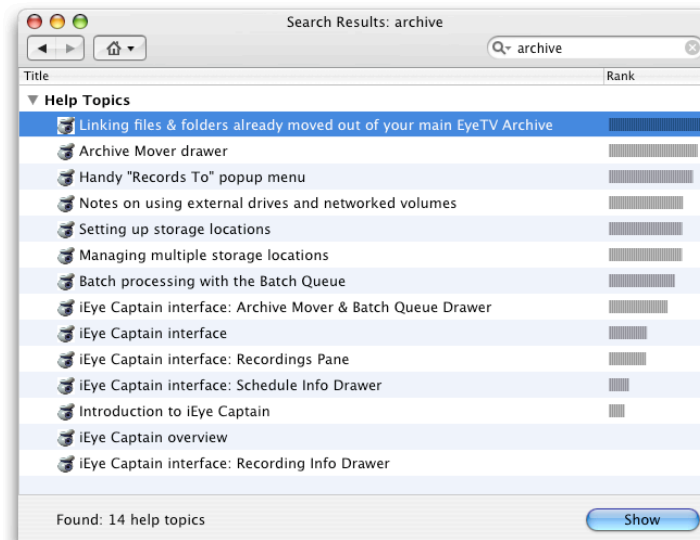 Search Results: archive
archive
Title Rank
Help Topics
Linking files & folders already moved out of your main EyeTV Archive
Archive Mover drawer
Handy "Records To" popup menu
Notes on using external drives and networked volumes
Setting up storage locations
Managing multiple storage locations
Batch processing with the Batch Queue
iEye Captain interface: Archive Mover & Batch Queue Drawer
iEye Captain interface
iEye Captain interface: Recordings Pane
iEye Captain interface: Schedule Info Drawer
Introduction to iEye Captain
iEye Captain overview
iEye Captain interface: Recording Info Drawer
Found: 14 help topics Show